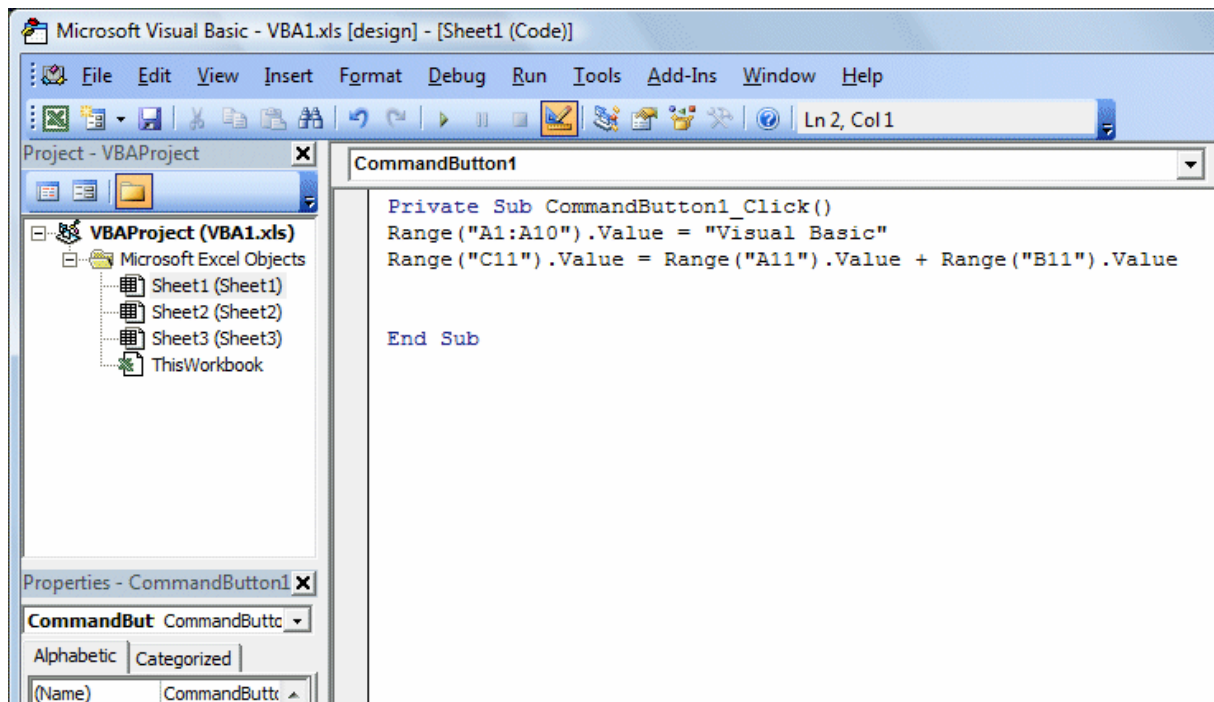 Microsoft Visual Basic - VBA1.xls [design] - [Sheet1 (Code)]
File Edit View Insert Format Debug Run Tools Add-Ins Window Help
Ln 2, Col 1
Project - VBAProject
CommandButton1
VBAProject (VBA1.xls)
Microsoft Excel Objects
Sheet1 (Sheet1)
Sheet2 (Sheet2)
Sheet3 (Sheet3)
ThisWorkbook
Private Sub CommandButton1_Click()
Range("A1:A10").Value = "Visual Basic"
Range("C11").Value = Range("A11").Value + Range("B11").Value
End Sub
Properties - CommandButton1
CommandBut CommandButtc
Alphabetic Categorized
(Name) CommandButtc